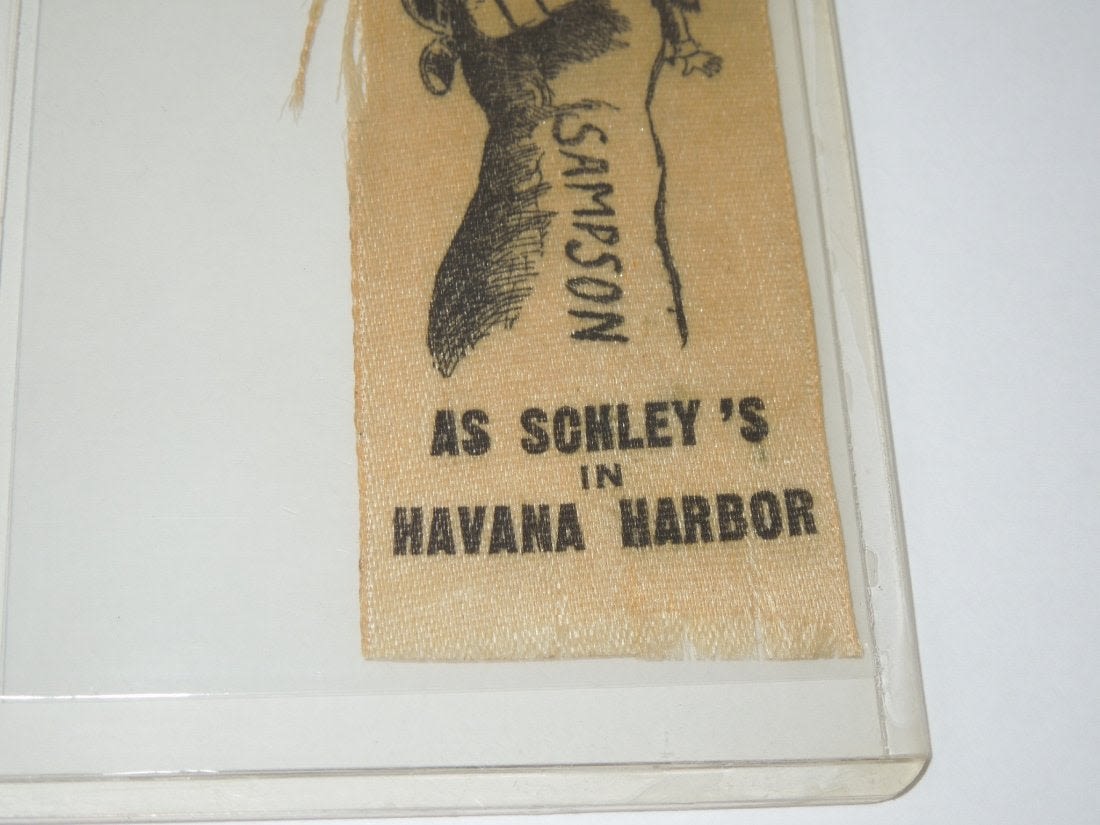 SAMPSON
AS SCHLEY'S
IN
HAVANA HARBOR